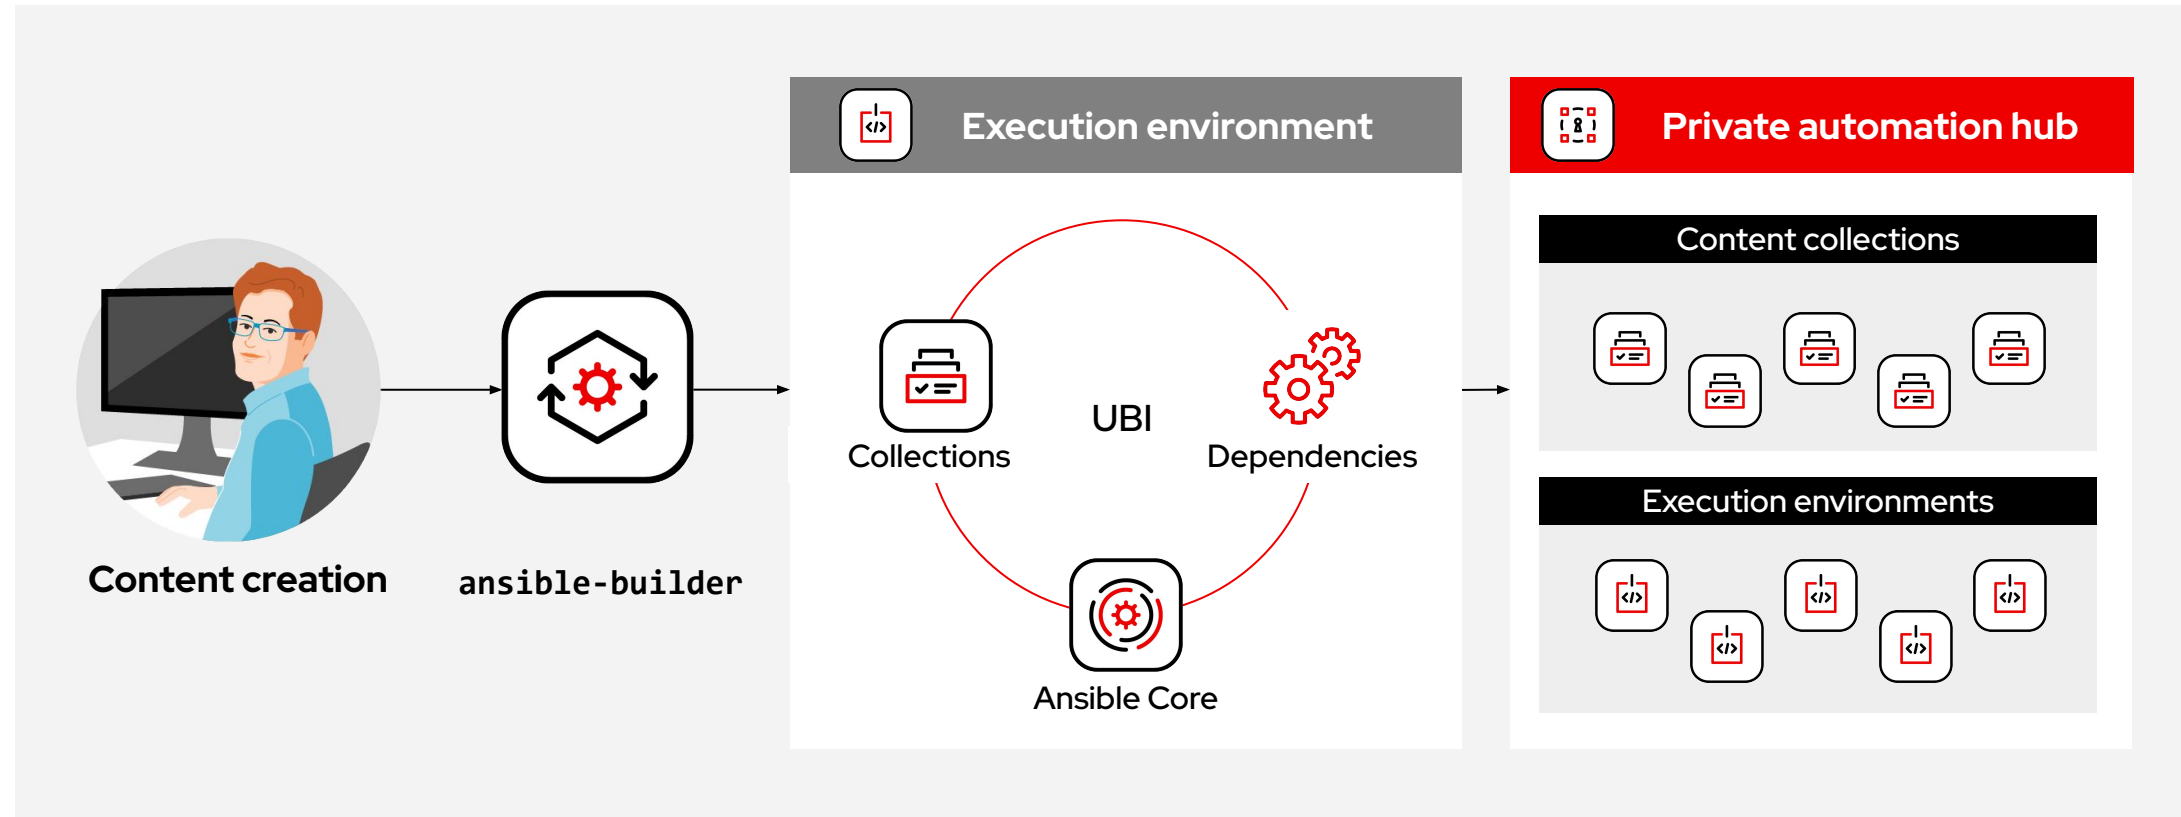 Execution environment
Private automation hub
Content collections
Collections
UBI
Dependencies
Execution environments
Content creation
ansible-builder
Ansible Core